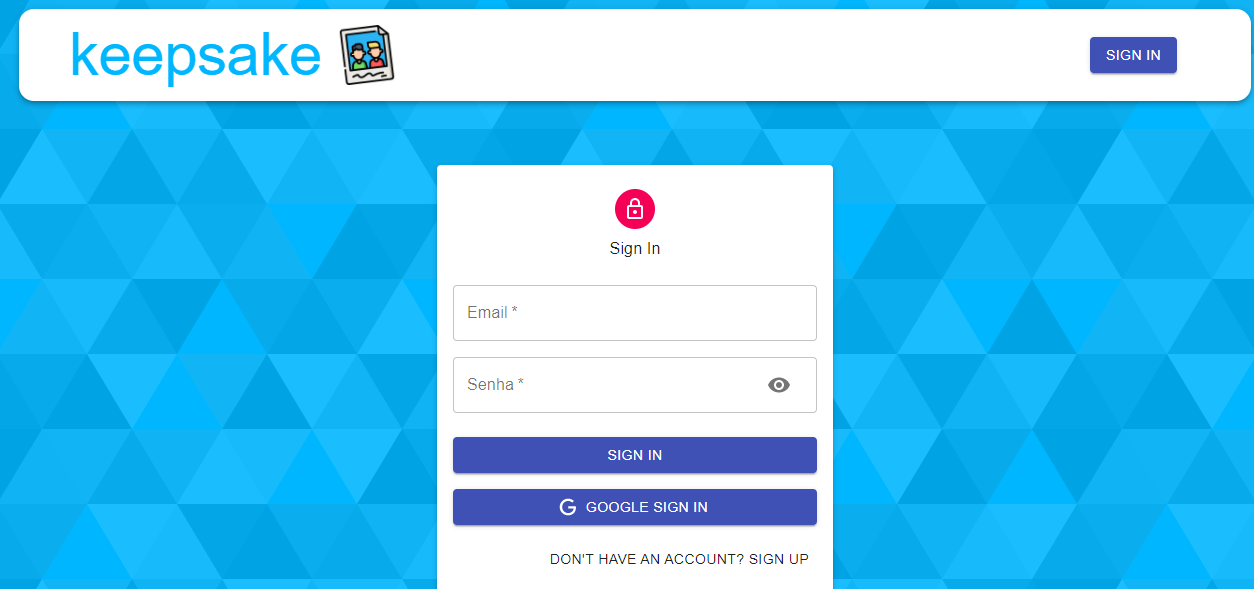 keepsake
SIGN IN
Sign In
Email *
Senha *
SIGN IN
G GOOGLE SIGN IN
DON'T HAVE AN ACCOUNT? SIGN UP